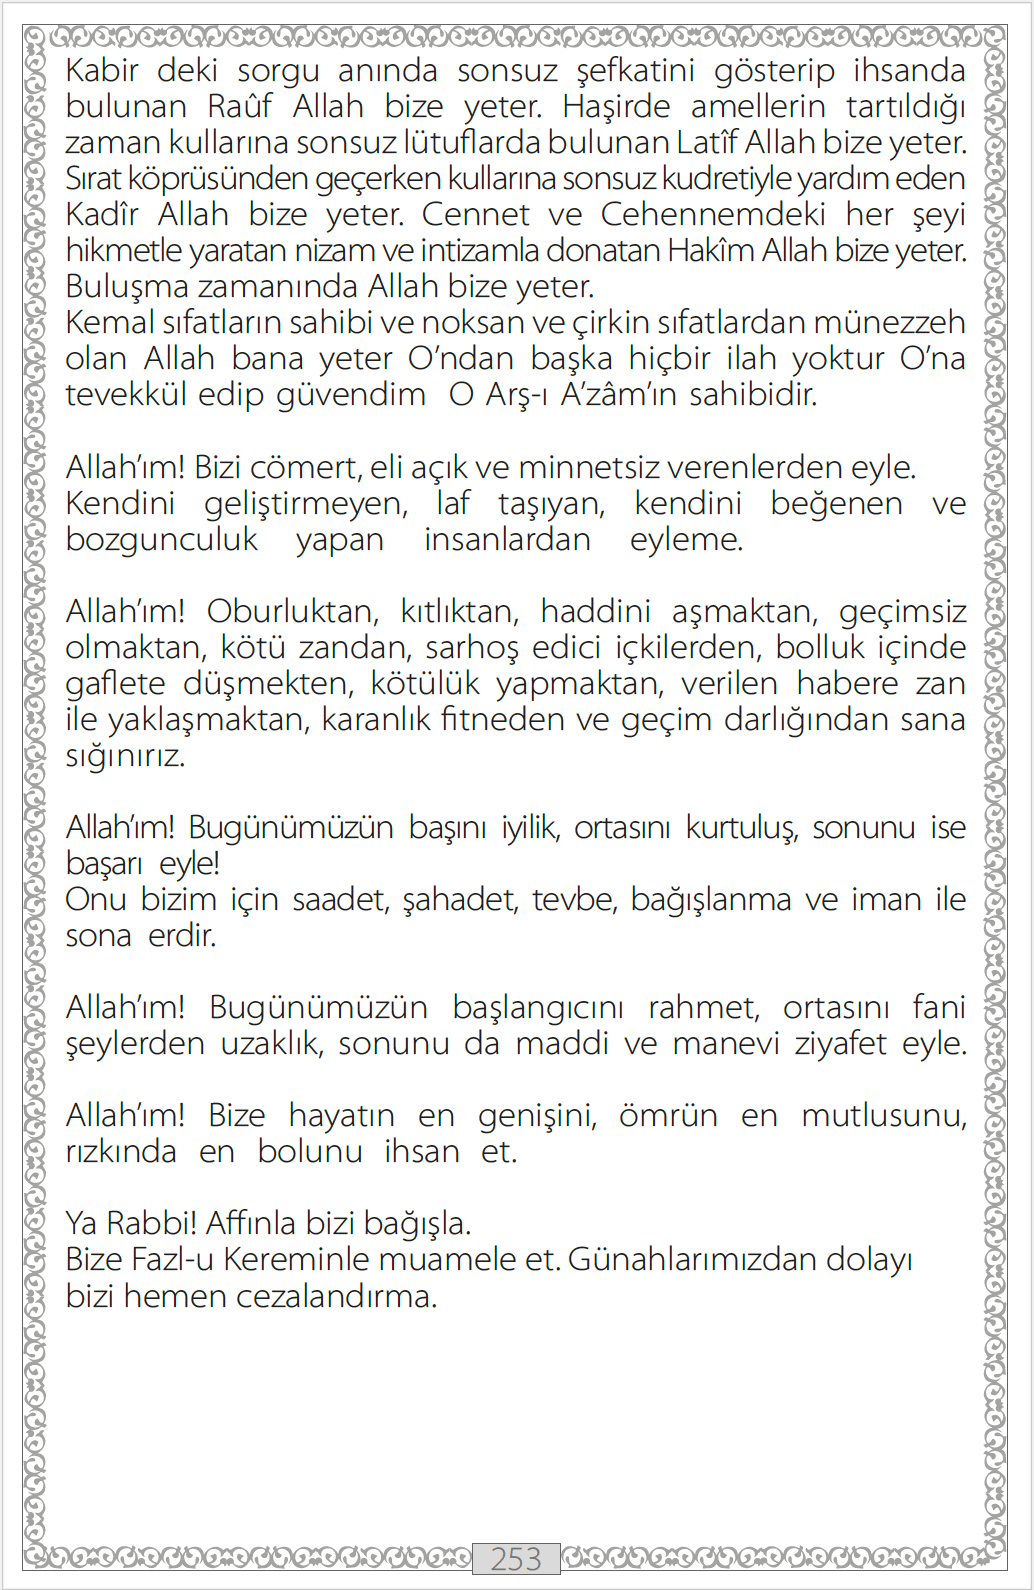 Kabir deki sorgu anında sonsuz şefkatini gösterip ihsanda
bulunan Raûf Allah bize yeter. Haşirde amellerin tartıldığı
zaman kullarına sonsuz lütuflarda bulunan Latîf Allah bize yeter.
Sırat köprüsünden geçerken kullarına sonsuz kudretiyle yardım eden
Kadîr Allah bize yeter. Cennet ve Cehennemdeki her şeyi
hikmetle yaratan nizam ve intizamla donatan Hakîm Allah bize yeter.
Buluşma zamanında Allah bize yeter.
Kemal sıfatların sahibi ve noksan ve çirkin sıfatlardan münezzeh
olan Allah bana yeter O’ndan başka hiçbir ilah yoktur O’na
tevekkül edip güvendim O Arş-ı A’zâm’ın sahibidir.
Allah’ım! Bizi cömert, eli açık ve minnetsiz verenlerden eyle.
Kendini geliştirmeyen, laf taşıyan, kendini beğenen ve
bozgunculuk yapan insanlardan eyleme.
Allah’ım! Oburluktan, kıtlıktan, haddini aşmaktan, geçimsiz
olmaktan, kötü zandan, sarhoş edici içkilerden, bolluk içinde
gaflete düşmekten, kötülük yapmaktan, verilen habere zan
ile yaklaşmaktan, karanlık fitneden ve geçim darlığından sana
sığınırız.
Allah’ım! Bugünümüzün başını iyilik, ortasını kurtuluş, sonunu ise
başarı eyle!
Onu bizim için saadet, şahadet, tevbe, bağışlanma ve iman ile
sona erdir.
Allah’ım! Bugünümüzün başlangıcını rahmet, ortasını fani
şeylerden uzaklık, sonunu da maddi ve manevi ziyafet eyle.
Allah’ım! Bize hayatın en genişini, ömrün en mutlusunu,
rızkında en bolunu ihsan et.
Ya Rabbi! Affınla bizi bağışla.
Bize Fazl-u Kereminle muamele et. Günahlarımızdan dolayı
bizi hemen cezalandırma.
253